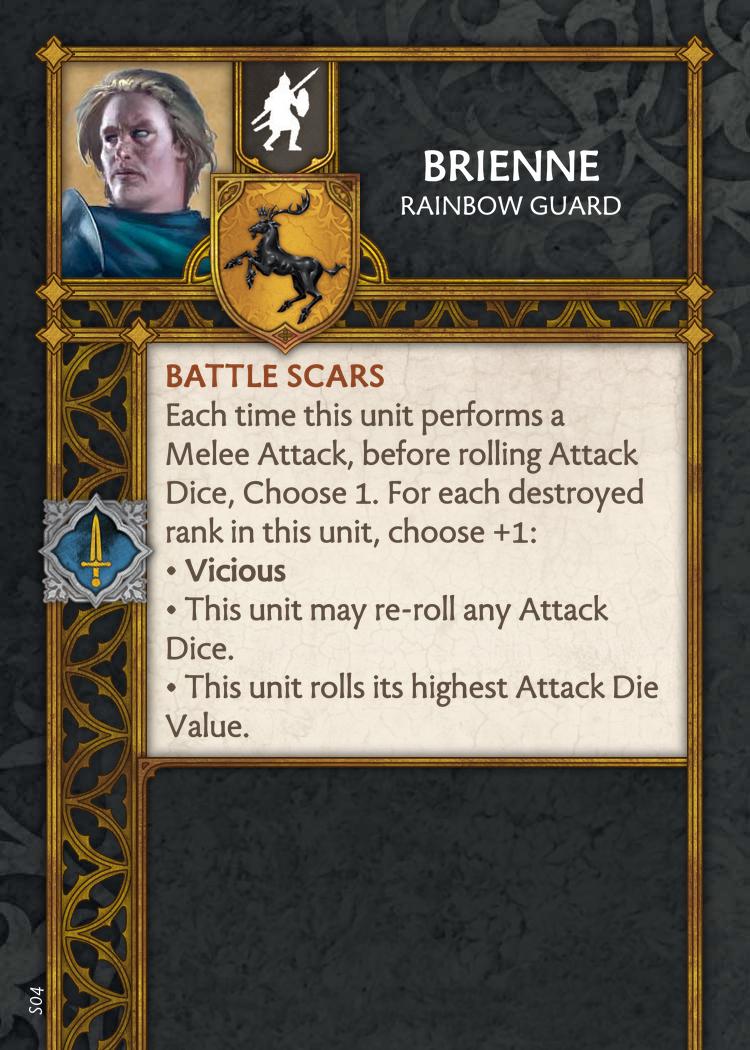 BRIENNE
RAINBOW GUARD
BATTLE SCARS
Each time this unit performs a
Melee Attack, before rolling Attack
Dice, Choose 1. For each destroyed
rank in this unit, choose +1:
• Vicious
• This unit may re-roll any Attack
Dice.
• This unit rolls its highest Attack Die
Value.
S04